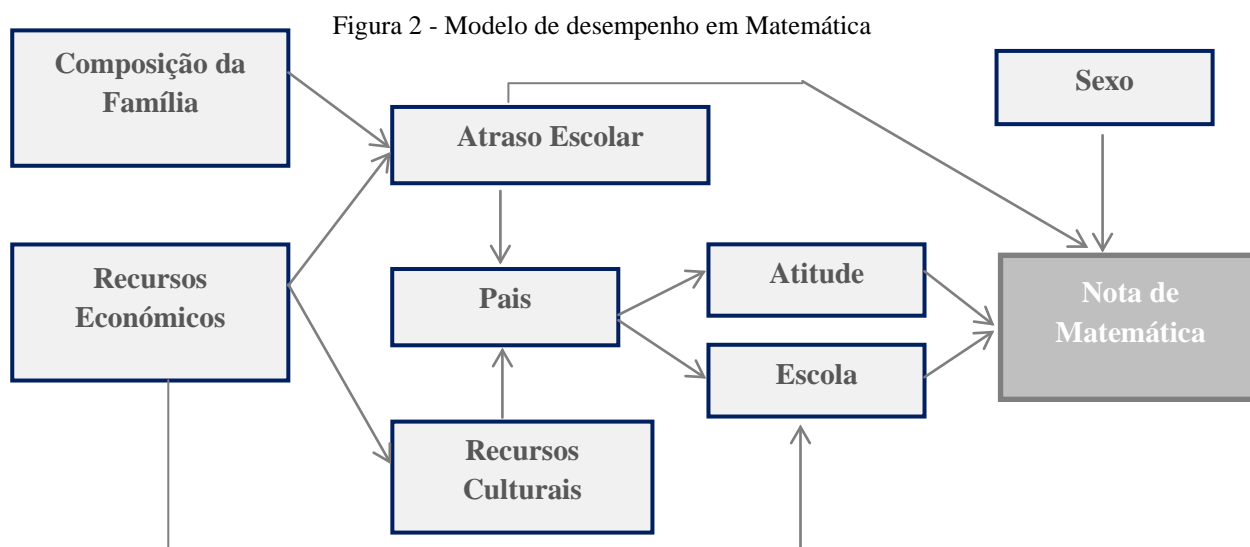 Figura 2 - Modelo de desempenho em Matemática
Composição da
Família
Sexo
Atraso Escolar
Recursos
Económicos
Pais
Atitude
Nota de
Matemática
Escola
Recursos
Culturais